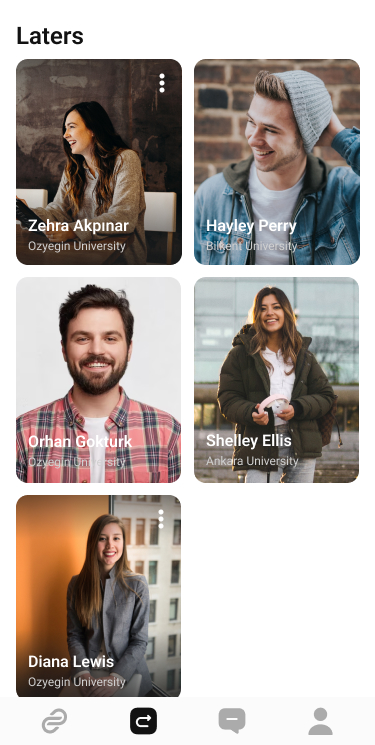 Laters
Zehra Akpınar
Ozyegin University
Hayley Perry
Bilkent University
Orhan Gokturk
Ozyegin University
Shelley Ellis
Ankara University
Diana Lewis
Ozyegin University